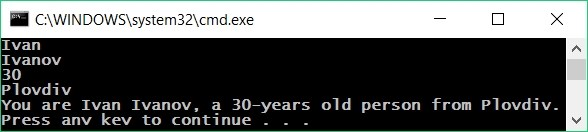 C:\WINDOWS\system32\cmd.exe
Ivan
Ivanov
30
Plovdiv
You are Ivan Ivanov, a 30-years old person from Plovdiv.
Press any key to continue . . .